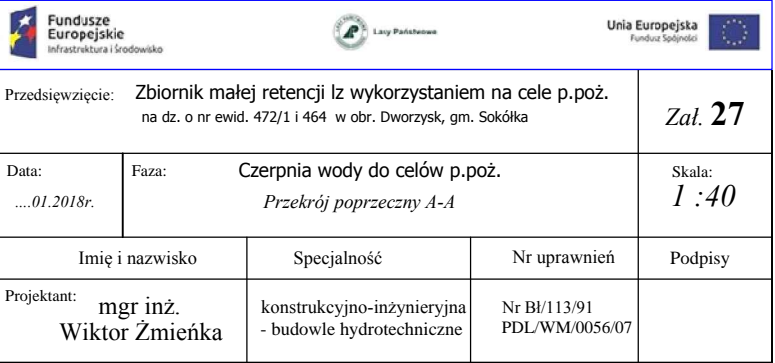 Fundusze
Europejskie
Infrastruktura i Środowisko
Lasy Państwowe
Unia Europejska
Fundusz Spójności
Przedsięwzięcie: Zbiornik małej retencji lz wykorzystaniem na cele p.poż.
na dz. o nr ewid. 472/1 i 464 w obr. Dworzysk, gm. Sokółka
Zał. 27
Data:
....01.2018r.
Faza: Czerpnia wody do celów p.poż.
Przekrój poprzeczny A-A
Skala:
1 :40
Imię i nazwisko Specjalność Nr uprawnień Podpisy
Projektant: mgr inż.
Wiktor Żmieńka
konstrukcyjno-inżynieryjna
- budowle hydrotechniczne
Nr Bł/113/91
PDL/WM/0056/07